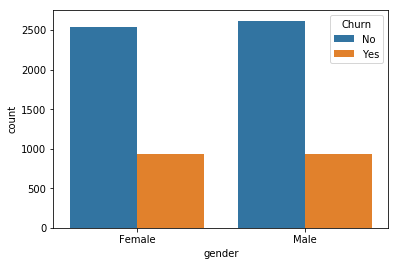 Churn
No
Yes
2500
2000
1500
1000
500
0
count
Female
Male
gender